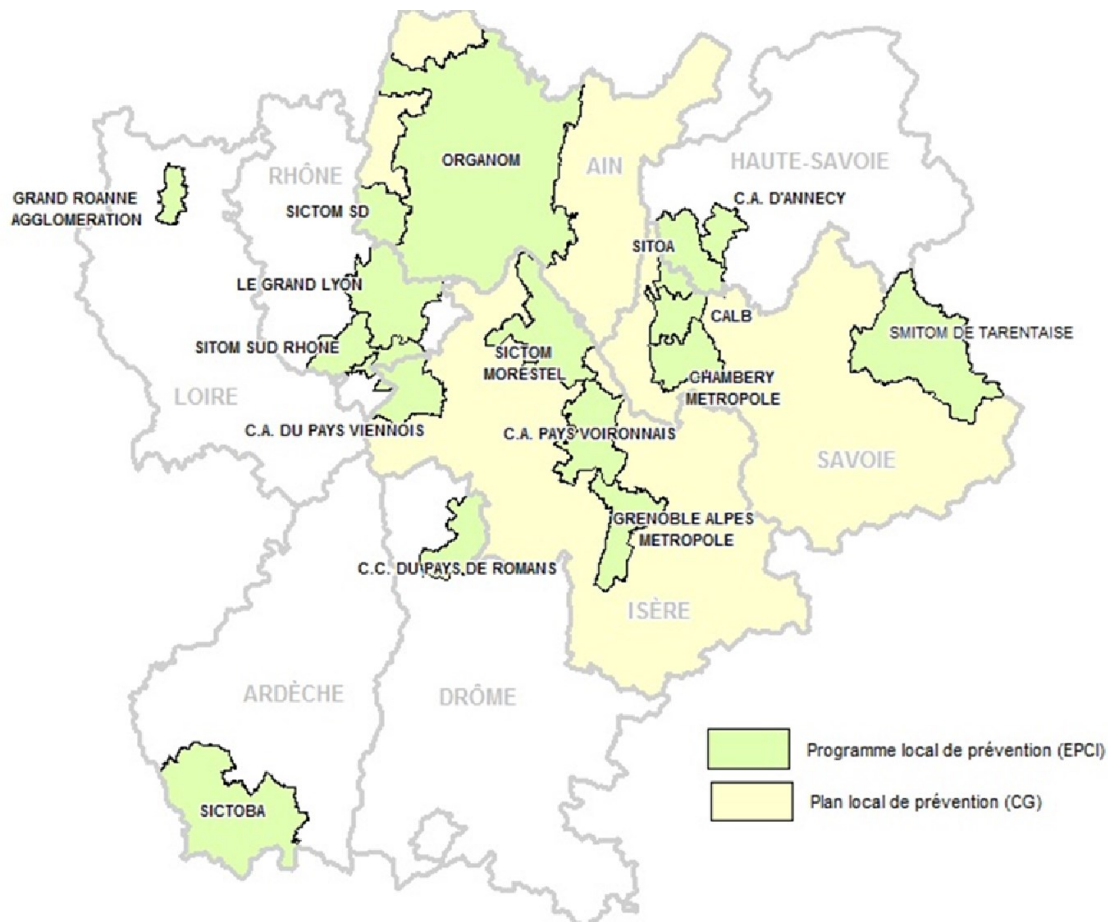 ORGANOM
AIN
HAUTE-SAVOIE
RHÔNE
GRAND ROANNE
AGGLOMERATION
SICTOM SD
C.A. D'ANNECY
SITOA
LE GRAND LYON
CALB
SMITOM DE TARENTAISE
SITOM SUD RHONE
SICTOM
MORESTEL
CHAMBERY
METROPOLE
LOIRE
C.A. DU PAYS VIENNOIS
C.A. PAYS VOIRONNAIS
SAVOIE
GRENOBLE ALPES
METROPOLE
C.C. DU PAYS DE ROMANS
ISÈRE
ARDÈCHE
DRÔME
Programme local de prévention (EPCI)
Plan local de prévention (CG)
SICTOBA